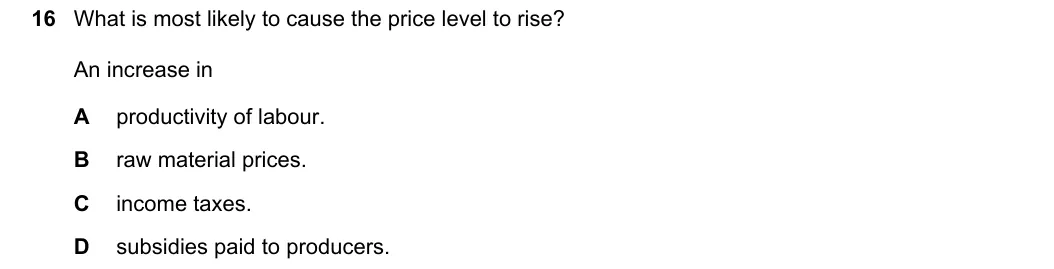 16 What is most likely to cause the price level to rise?
An increase in
A productivity of labour.
B raw material prices.
C income taxes.
D subsidies paid to producers.